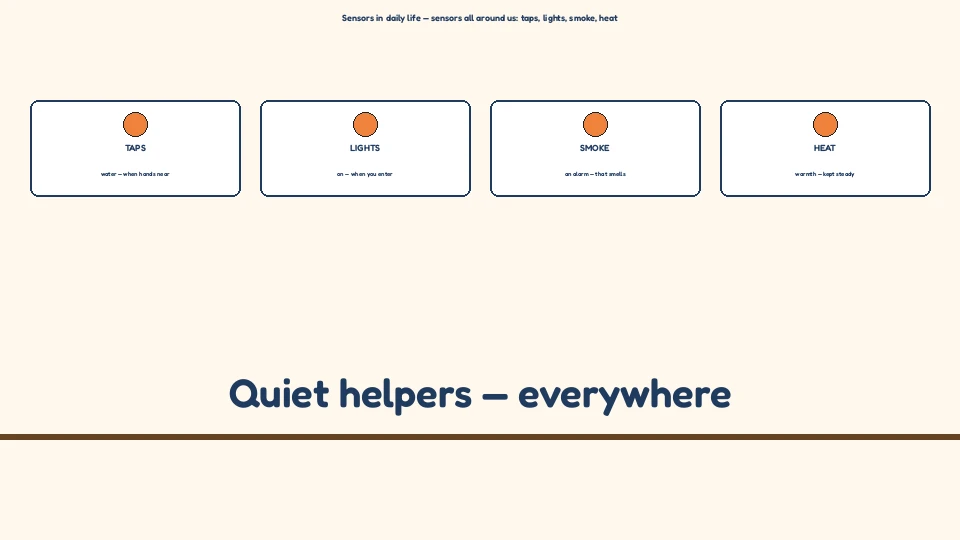 Sensors in daily life — sensors all around us: taps, lights, smoke, heat
TAPS
water — when hands near
LIGHTS
on — when you enter
SMOKE
an alarm — that smells
HEAT
warmth — kept steady
Quiet helpers — everywhere